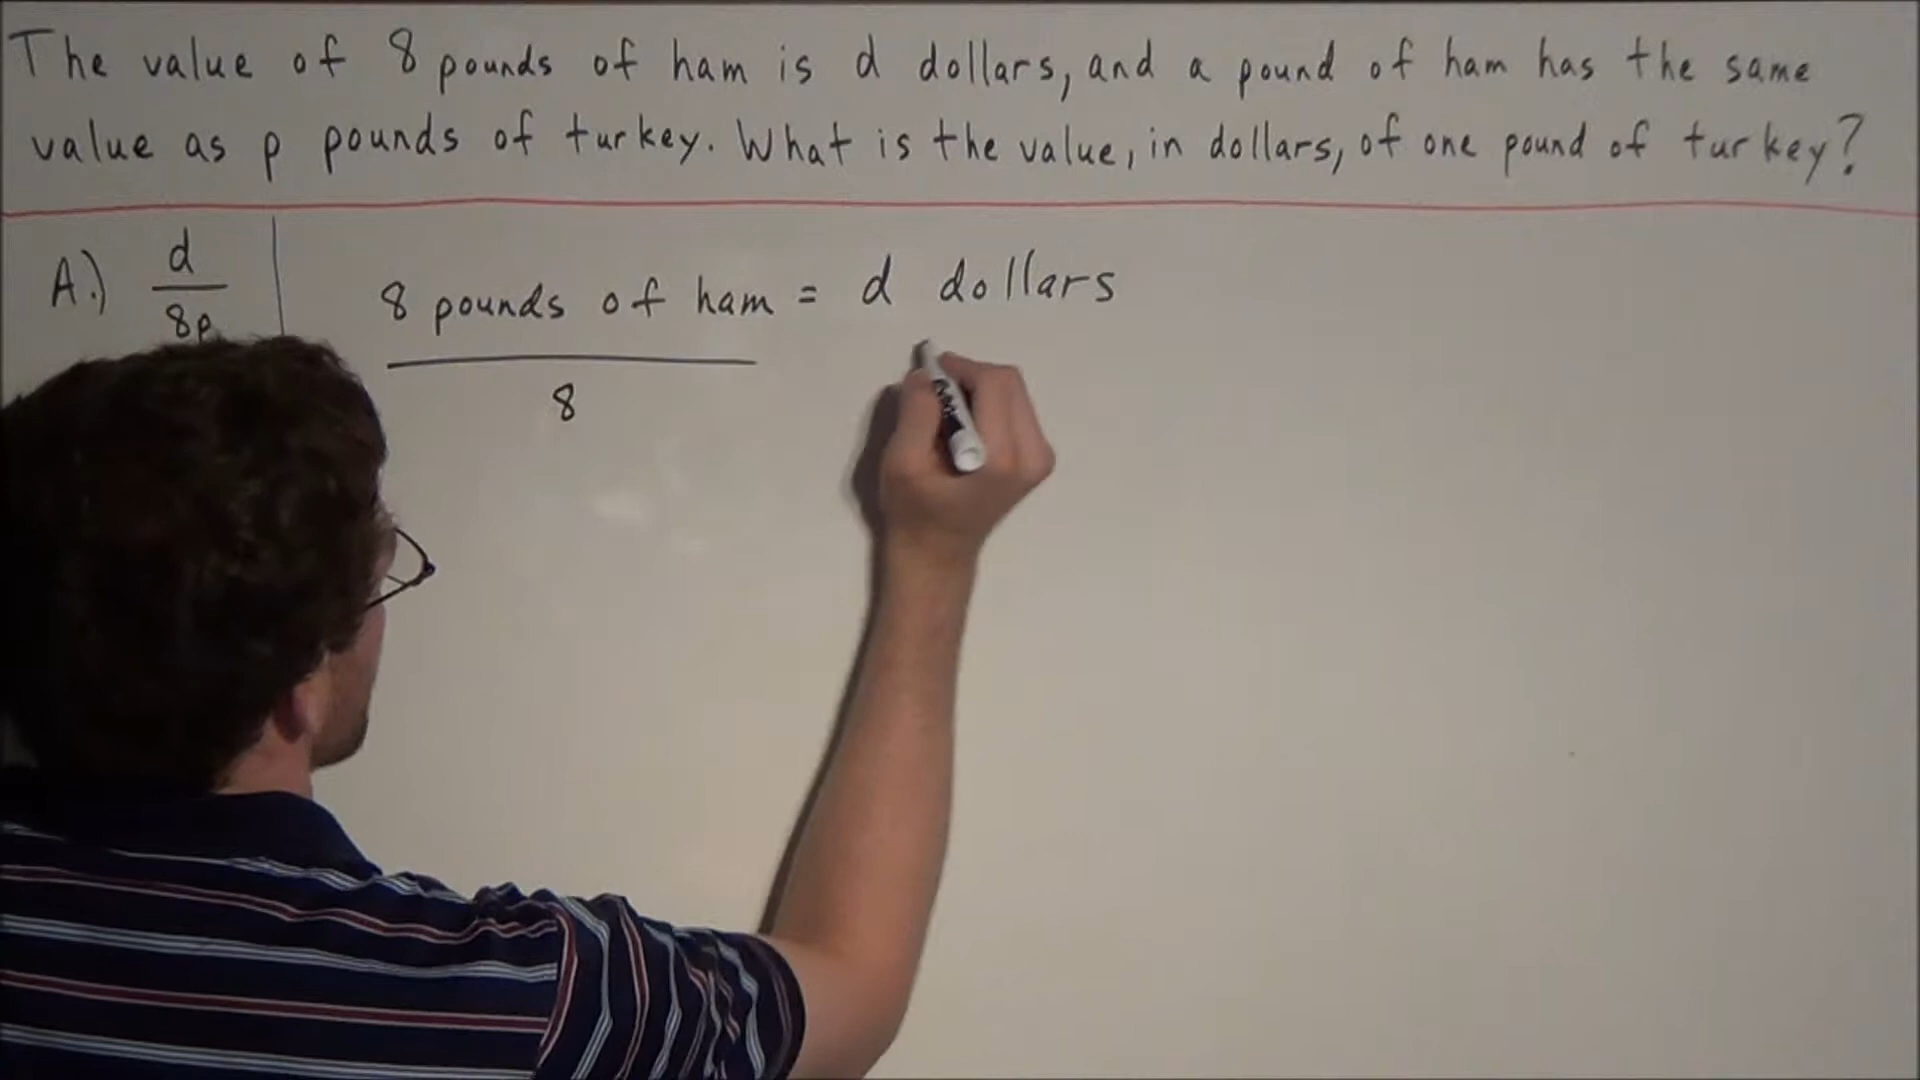 The value of 8 pounds of ham is d dollars, and a pound of ham has the same
value as p pounds of turkey. What is the value, in dollars, of one pound of turkey?
A.) d
8p
8 pounds of ham = d dollars
8